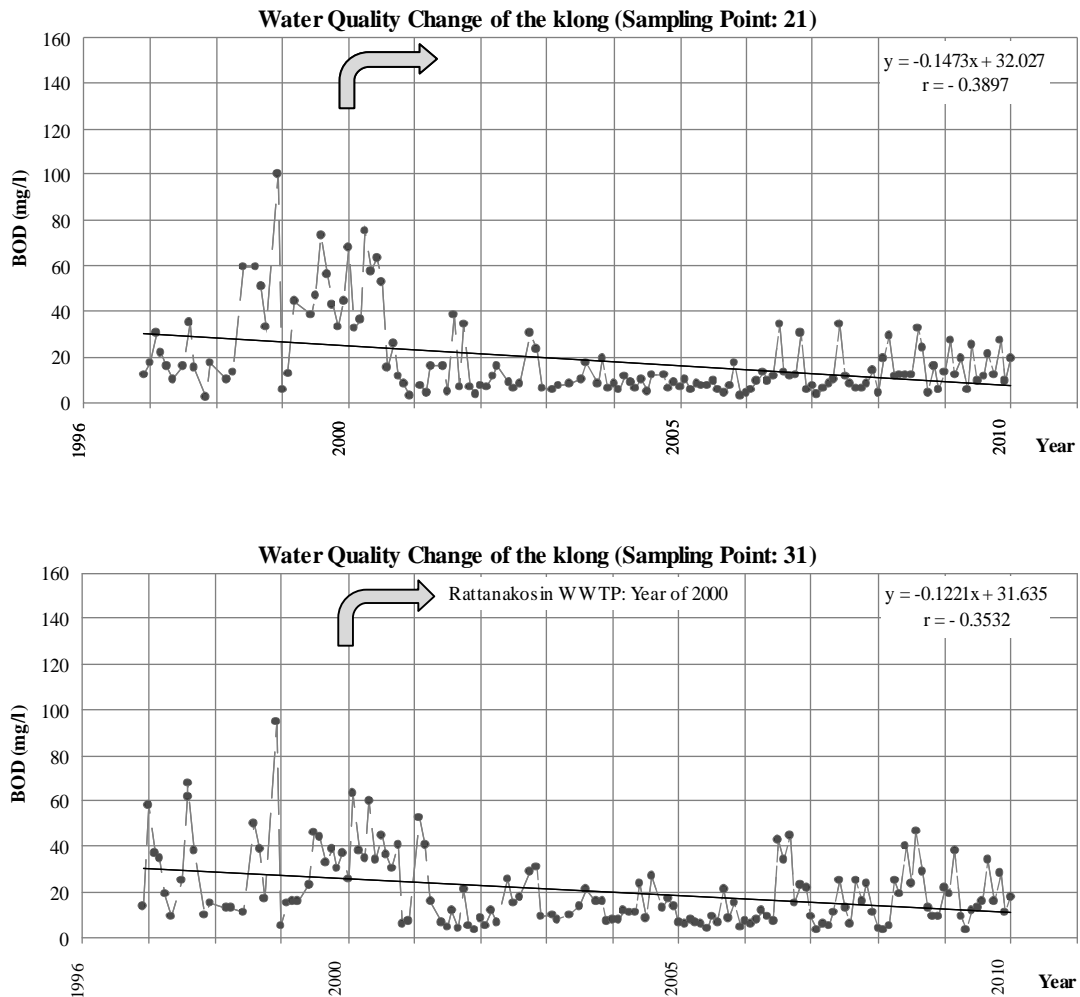 Water Quality Change of the klong (Sampling Point: 21)
160
140
120
100
80
60
40
20
0
BOD (mg/l)
y = -0.1473x + 32.027
r = - 0.3897
1996
2000
2005
2010
Year
Water Quality Change of the klong (Sampling Point: 31)
160
140
120
100
80
60
40
20
0
BOD (mg/l)
Rattanakosin WWTP: Year of 2000
y = -0.1221x + 31.635
r = - 0.3532
1996
2000
2005
2010
Year